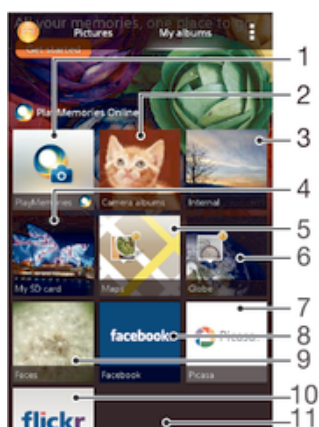 All your memories, one place to
Pictures My albums
Get started
PlayMemories Online
1
2
3
PlayMemories Camera albums Internal
4
5
6
My SD card Maps Globe
7
facebook Picasa
8
9
Faces Facebook Picasa
10
flickr
11